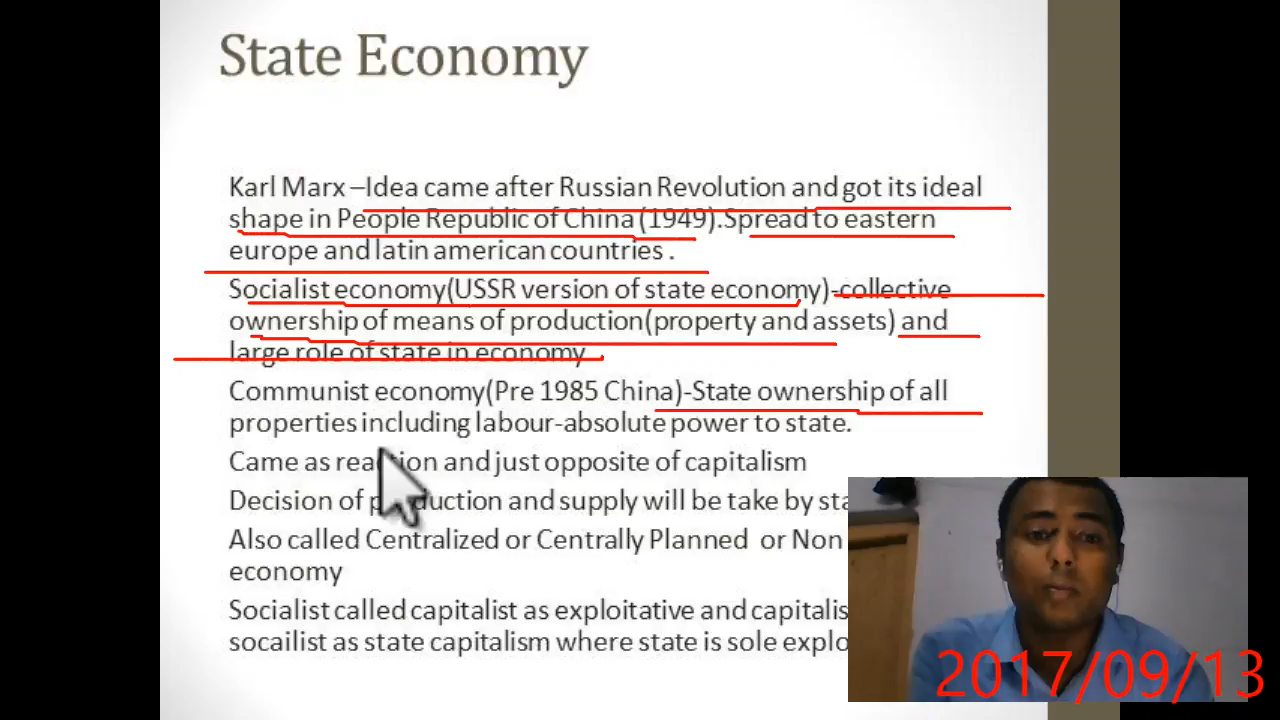 State Economy
Karl Marx –Idea came after Russian Revolution and got its ideal
shape in People Republic of China (1949).Spread to eastern
europe and latin american countries .
Socialist economy(USSR version of state economy)-collective
ownership of means of production(property and assets) and
large role of state in economy
Communist economy(Pre 1985 China)-State ownership of all
properties including labour-absolute power to state.
Came as reaction and just opposite of capitalism
Decision of production and supply will be take by
Also called Centralized or Centrally Planned or Non
economy
Socialist called capitalist as exploitative and
socailist as state capitalism where state is sole
2017/09/13